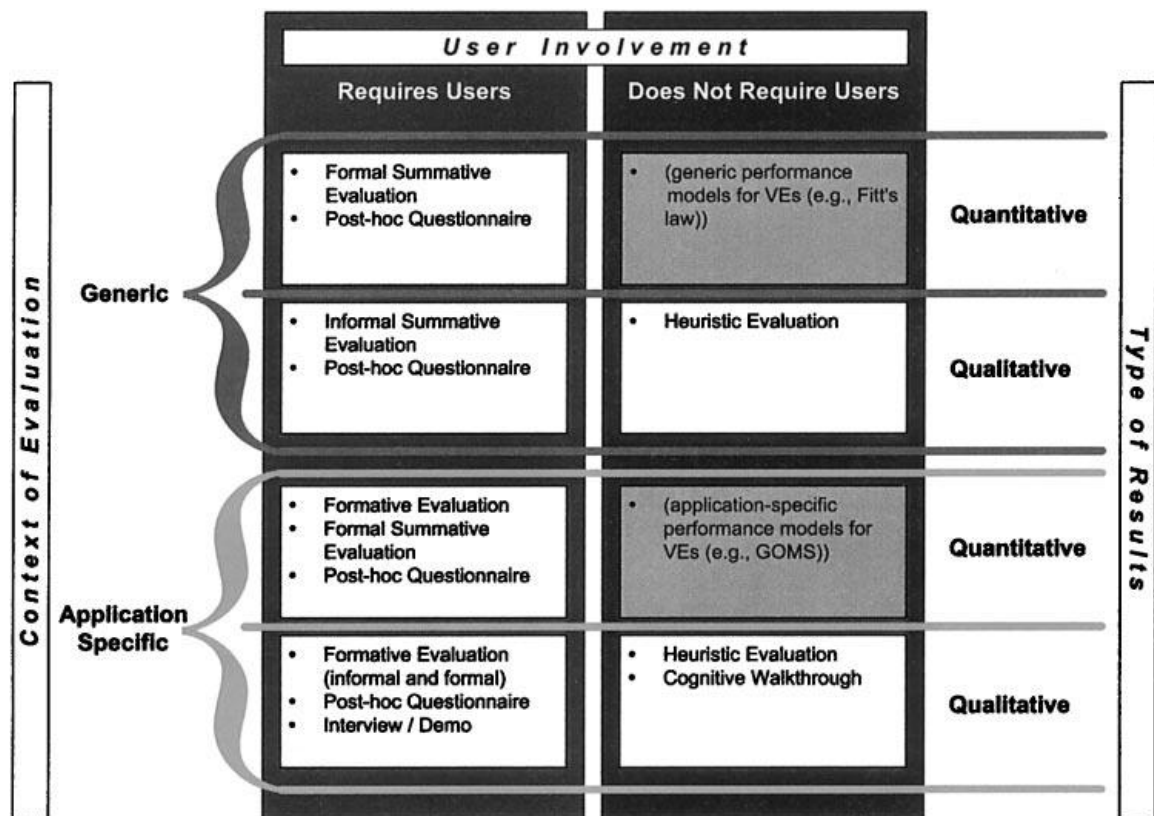 User Involvement
Requires Users
Does Not Require Users
Context of Evaluation
Type of Results
Generic
• Formal Summative
Evaluation
• Post-hoc Questionnaire
• (generic performance
models for VEs (e.g., Fitt's
law))
Quantitative
• Informal Summative
Evaluation
• Post-hoc Questionnaire
• Heuristic Evaluation
Qualitative
Application
Specific
• Formative Evaluation
• Formal Summative
Evaluation
• Post-hoc Questionnaire
• (application-specific
performance models for
VEs (e.g., GOMS))
Quantitative
• Formative Evaluation
(informal and formal)
• Post-hoc Questionnaire
• Interview / Demo
• Heuristic Evaluation
• Cognitive Walkthrough
Qualitative